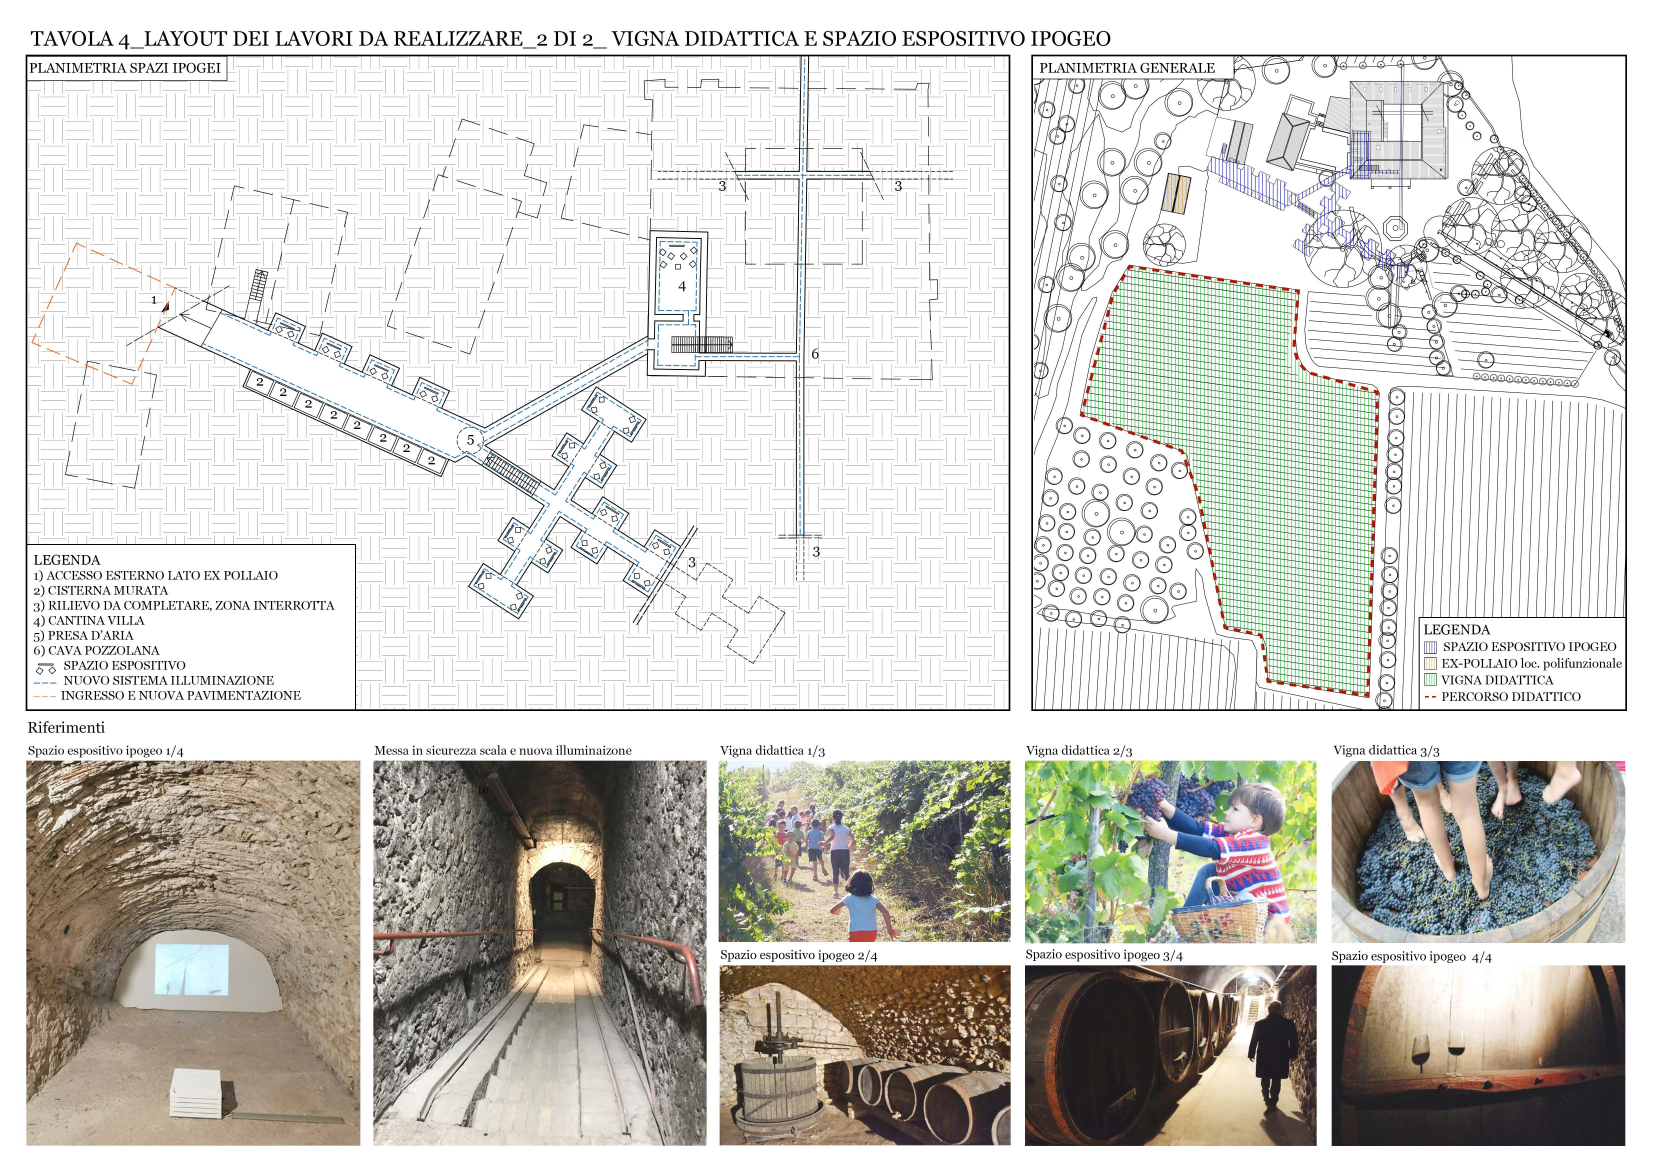 TAVOLA 4_LAYOUT DEI LAVORI DA REALIZZARE_2 DI 2_ VIGNA DIDATTICA E SPAZIO ESPOSITIVO IPOGEO
PLANIMETRIA SPAZI IPOGEI
3
3
4
1
6
2
2
2
2
2
2
2
2
5
3
3
LEGENDA
1) ACCESSO ESTERNO LATO EX POLLAIO
2) CISTERNA MURATA
3) RILIEVO DA COMPLETARE, ZONA INTERROTTA
4) CANTINA VILLA
5) PRESA D'ARIA
6) CAVA POZZOLANA
SPAZIO ESPOSITIVO
NUOVO SISTEMA ILLUMINAZIONE
INGRESSO E NUOVA PAVIMENTAZIONE
PLANIMETRIA GENERALE
LEGENDA
SPAZIO ESPOSITIVO IPOGEO
EX-POLLAIO loc. polifunzionale
VIGNA DIDATTICA
PERCORSO DIDATTICO
Riferimenti
Spazio espositivo ipogeo 1/4
Messa in sicurezza scala e nuova illuminaizone
Vigna didattica 1/3
Vigna didattica 2/3
Vigna didattica 3/3
Spazio espositivo ipogeo 2/4
Spazio espositivo ipogeo 3/4
Spazio espositivo ipogeo 4/4